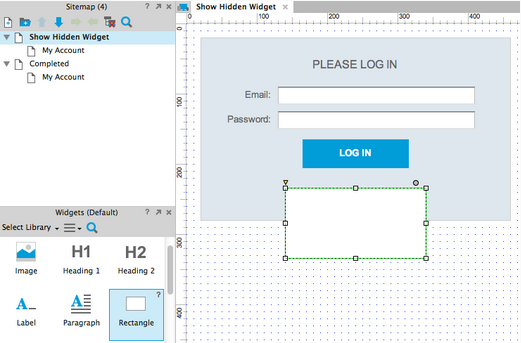 Sitemap (4)
Show Hidden Widget
My Account
Completed
My Account
Widgets (Default)
Select Library
Image
H1
Heading 1
H2
Heading 2
A
Label
A
Paragraph
?
Rectangle
Show Hidden Widget
0 100 200 300 400
0
100
200
300
400
PLEASE LOG IN
Email:
Password:
LOG IN